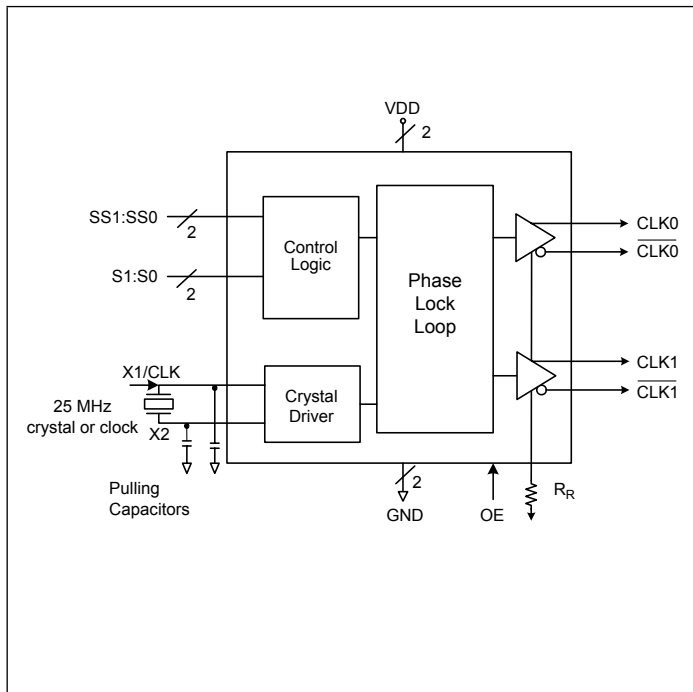 VDD
2
SS1:SS0
2
S1:S0
2
Control
Logic
Phase
Lock
Loop
CLK0
CLK0
X1/CLK
25 MHz
crystal or clock
X2
Crystal
Driver
CLK1
CLK1
Pulling
Capacitors
2
GND
OE
RR